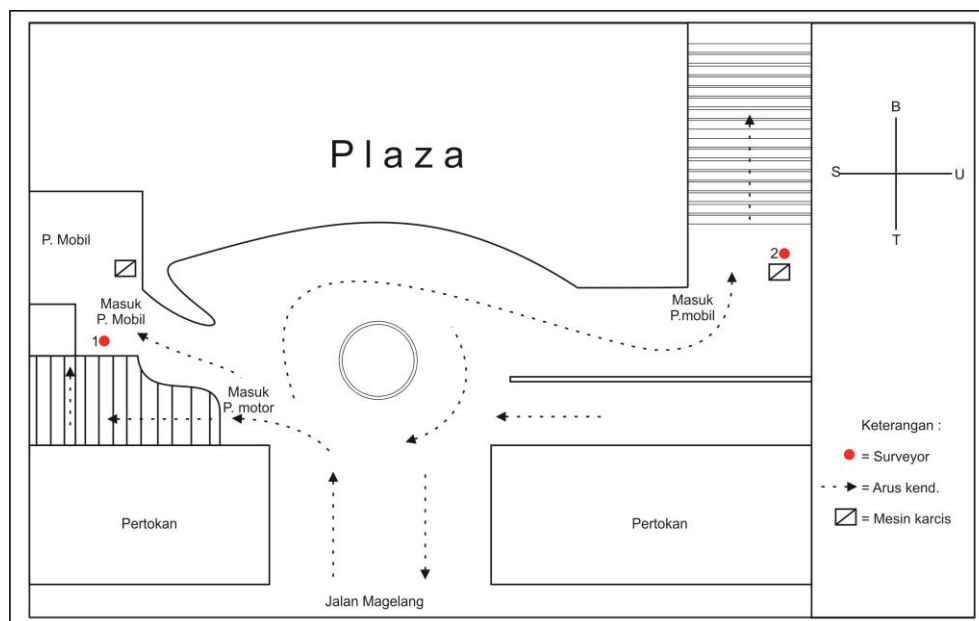 Plaza
B
S
U
T
P. Mobil
2
Masuk
P. Mobil
Masuk
P.mobil
1
Masuk
P. motor
Keterangan :
= Surveyor
= Arus kend.
= Mesin karcis
Pertokan
Pertokan
Jalan Magelang